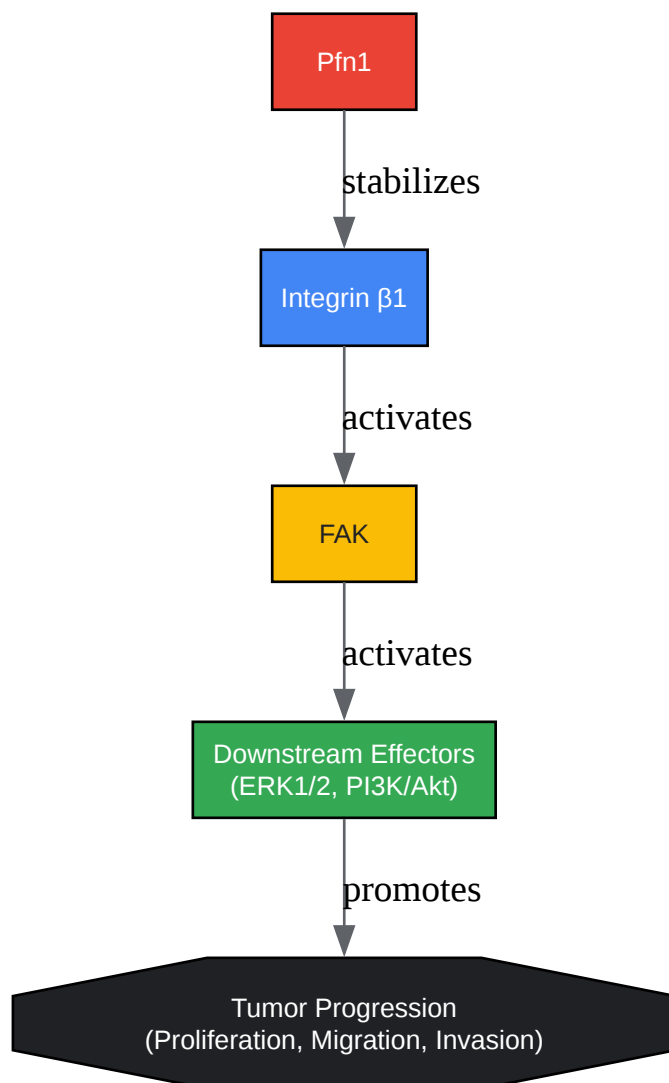 Pfn1
stabilizes
Integrin β1
activates
FAK
activates
Downstream Effectors
(ERK1/2, PI3K/Akt)
promotes
Tumor Progression
(Proliferation, Migration, Invasion)